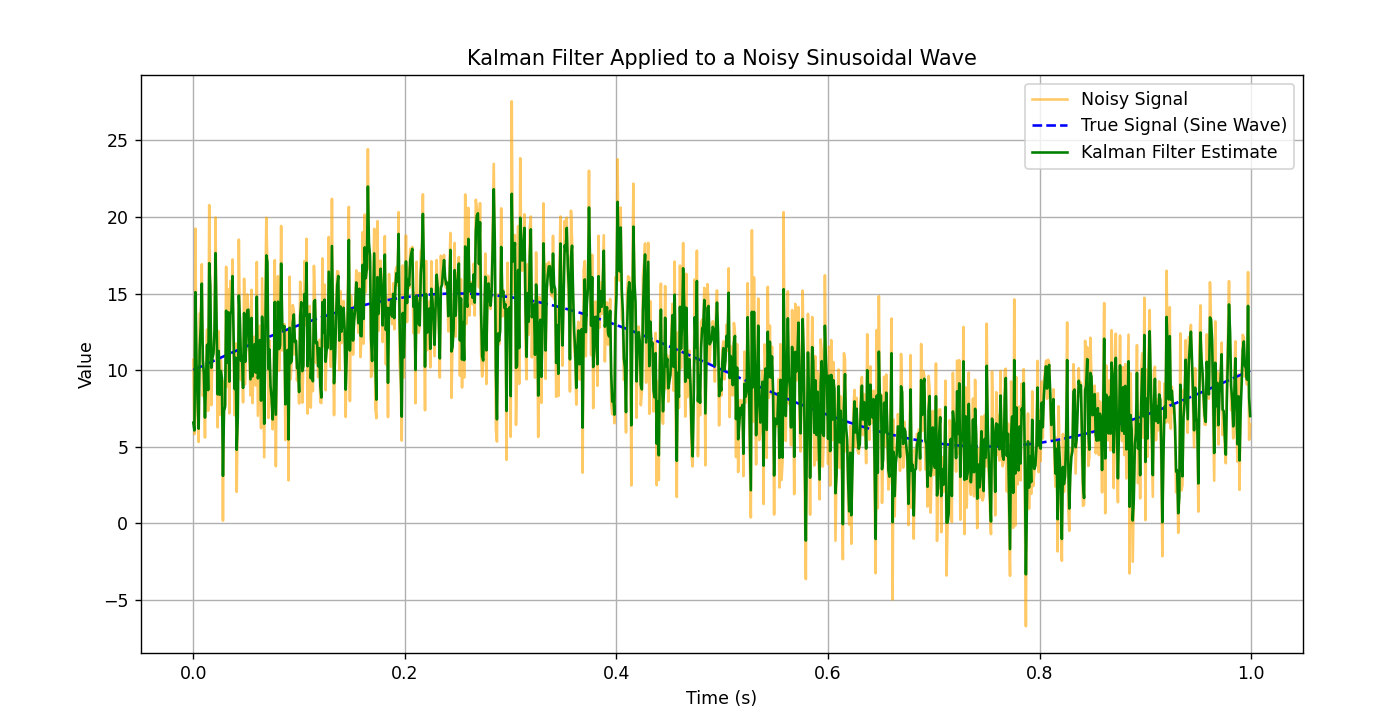 Kalman Filter Applied to a Noisy Sinusoidal Wave
Noisy Signal
True Signal (Sine Wave)
Kalman Filter Estimate
Value
25
20
15
10
5
0
−5
0.0 0.2 0.4 0.6 0.8 1.0
Time (s)